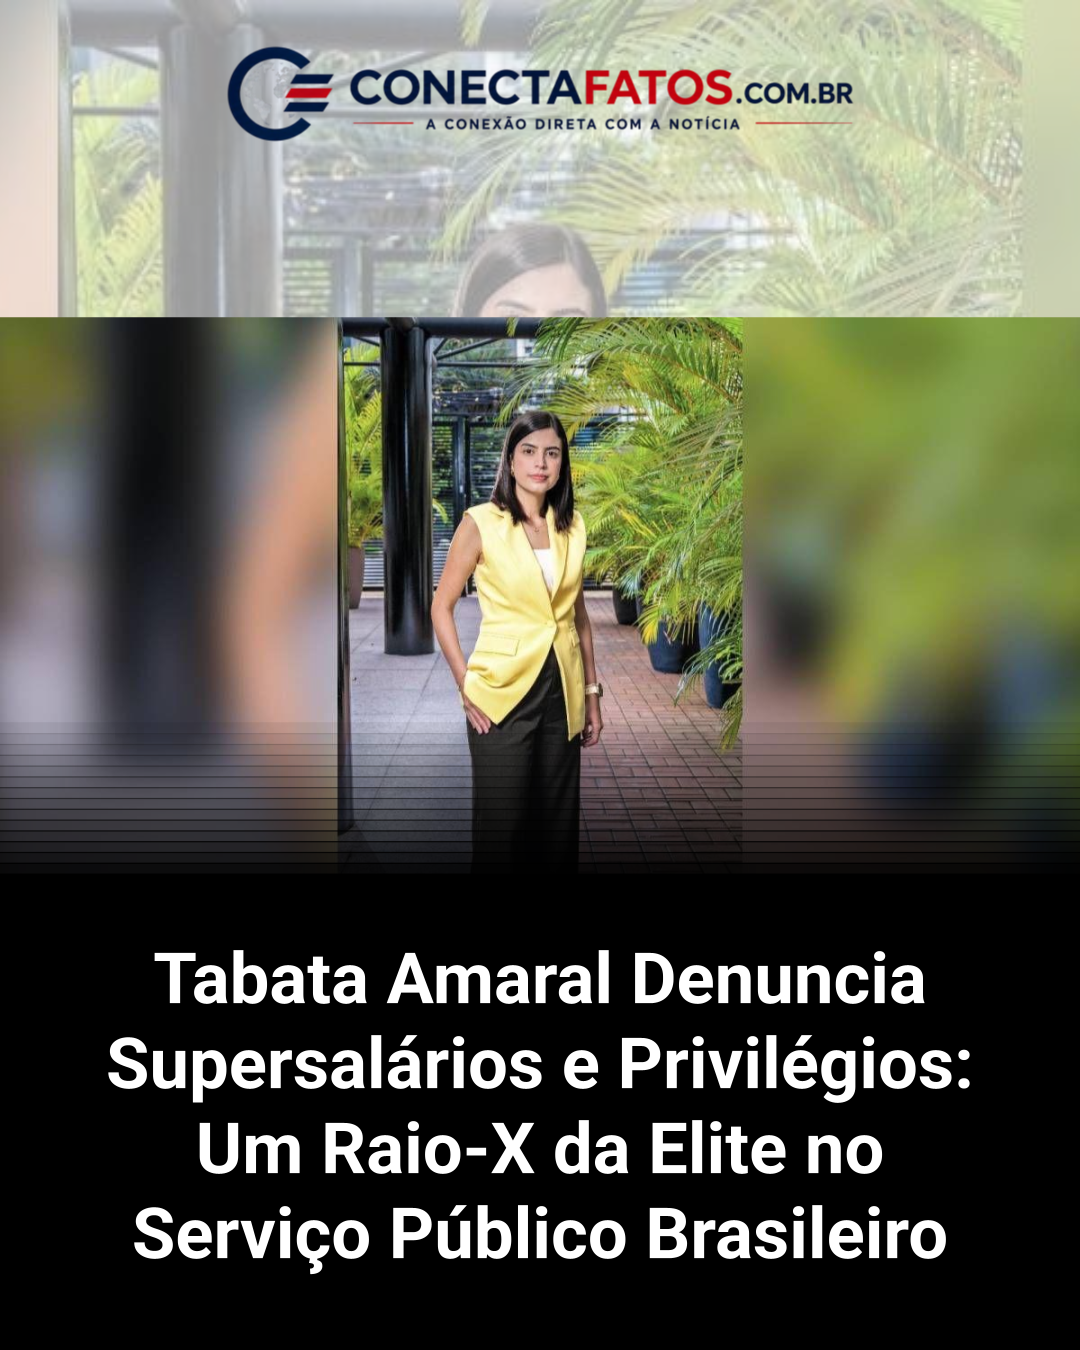 CONECTAFATOS.COM.BR
A CONEXÃO DIRETA COM A NOTÍCIA
Tabata Amaral Denuncia
Supersalários e Privilégios:
Um Raio-X da Elite no
Serviço Público Brasileiro